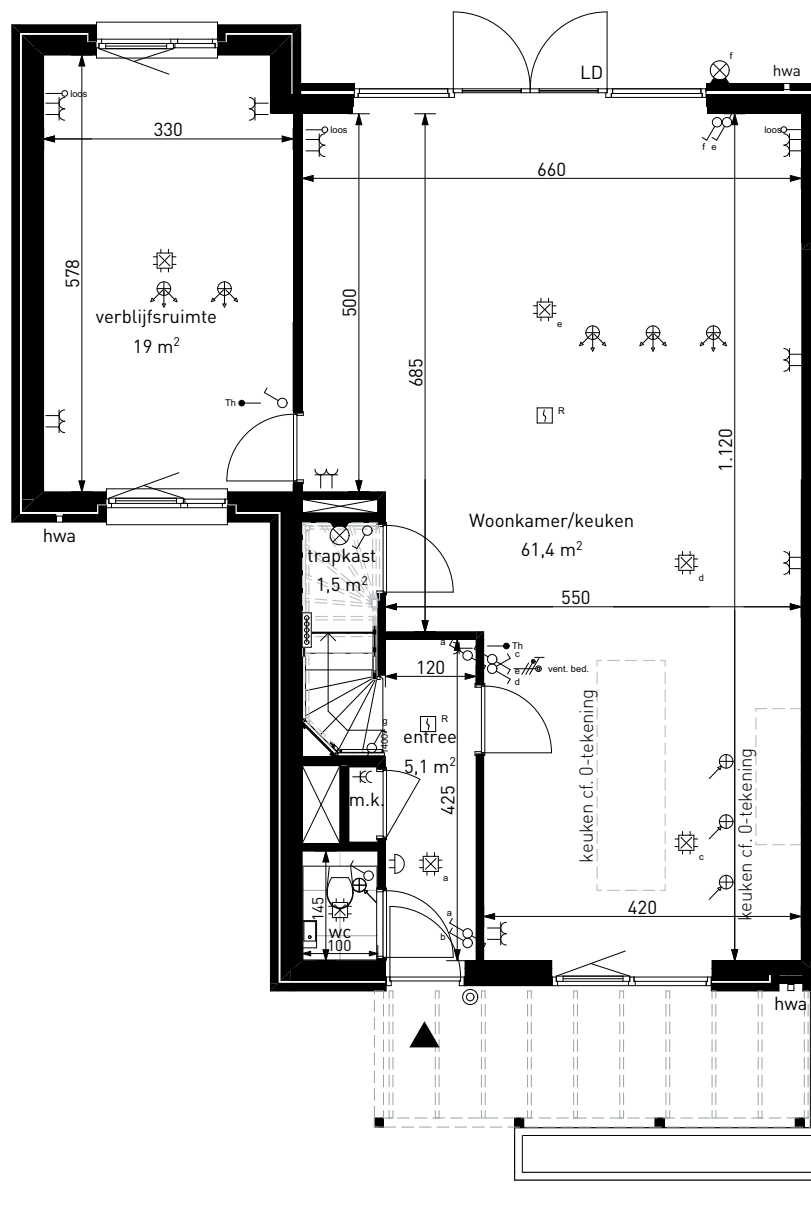 f
LD
hwa
loos
loos
f e
loos
330
660
578
500
685
1.120
verblijfsruimte
19 m²
e
R
Th
Woonkamer/keuken
61,4 m²
d
hwa
trapkast
1,5 m²
550
a
Th
c
e
d
vent. bed.
120
g
1400+
R
entree
5,1 m²
425
m.k.
keuken cf. 0-tekening
keuken cf. 0-tekening
c
a
145
wc
100
a
b
420
hwa